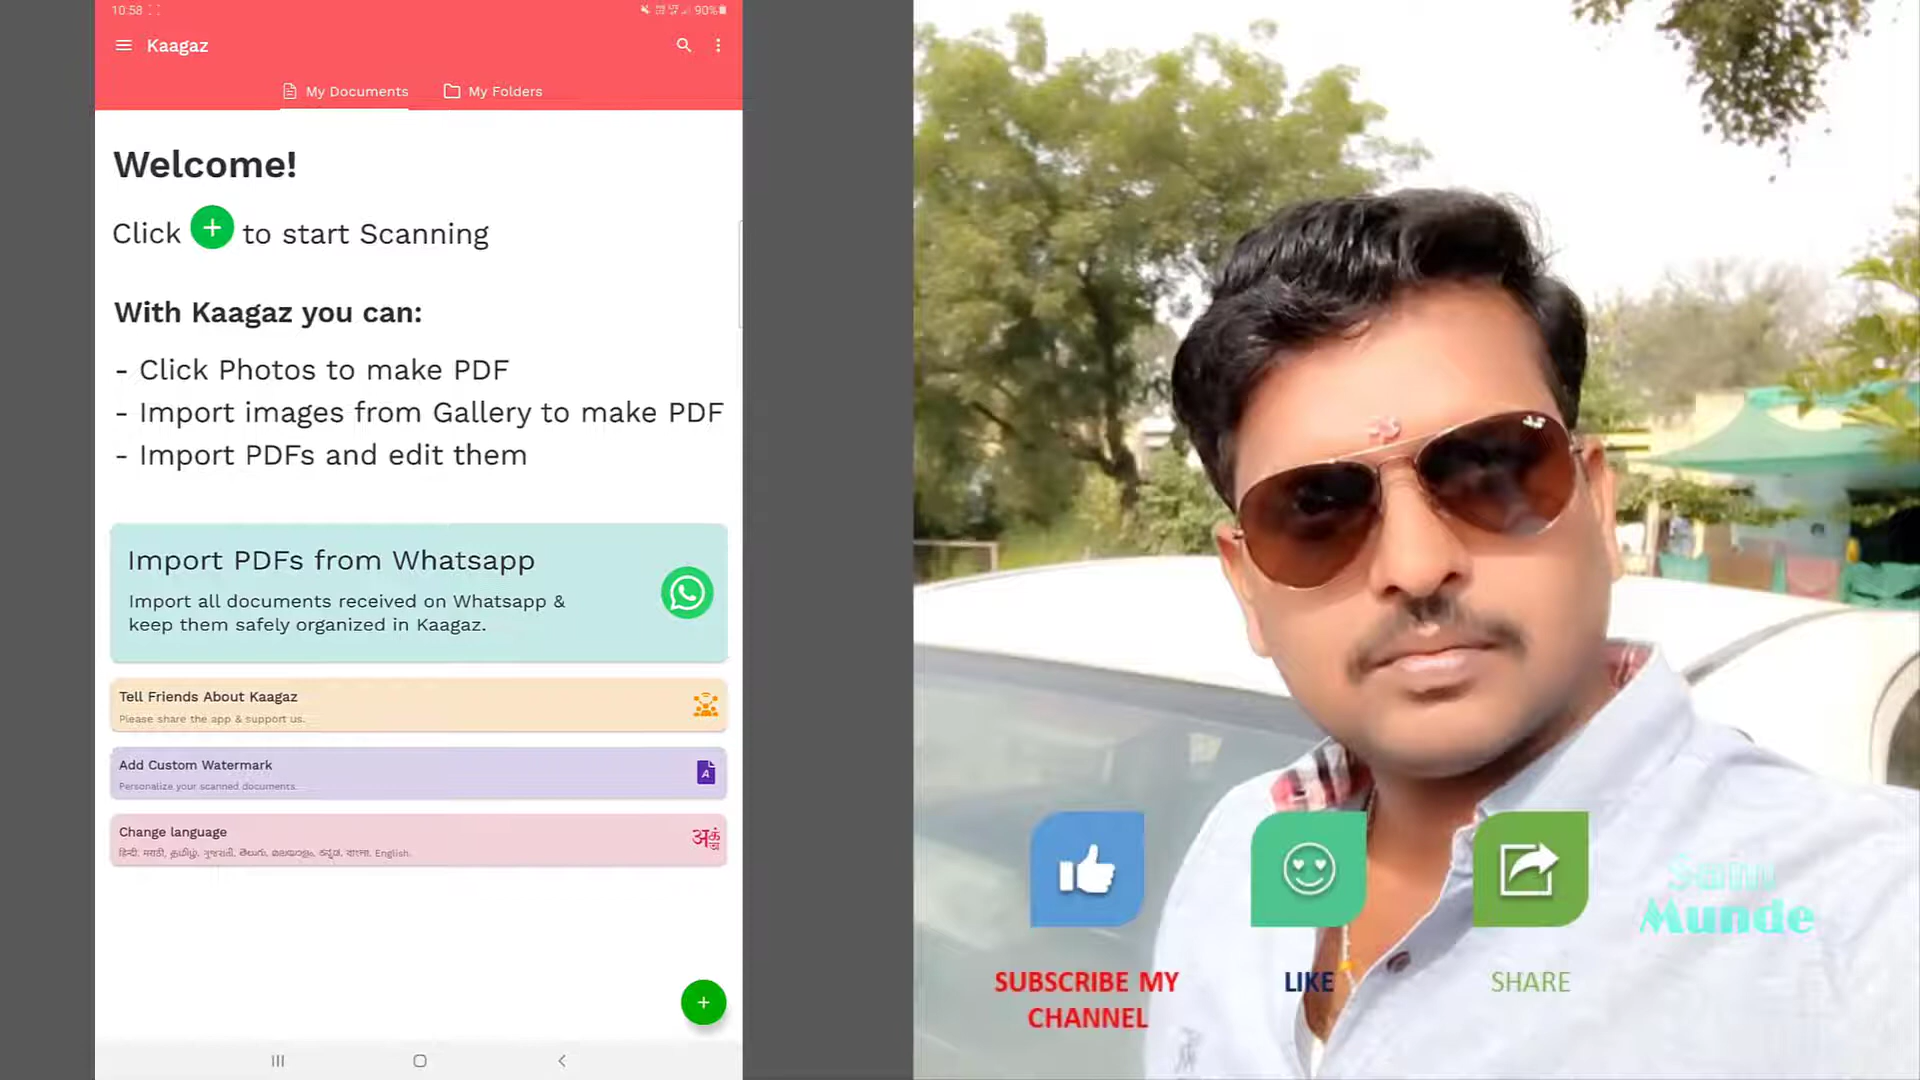 10:58
90%
Kaagaz
My Documents
My Folders
Welcome!
Click + to start Scanning
With Kaagaz you can:
- Click Photos to make PDF
- Import images from Gallery to make PDF
- Import PDFs and edit them
Import PDFs from Whatsapp
Import all documents received on Whatsapp &
keep them safely organized in Kaagaz.
Tell Friends About Kaagaz
Please share the app & support us.
Add Custom Watermark
Personalize your scanned documents.
A
Change language
हिन्दी, मराठी, தமிழ், ગુજરાતી, తెలుగు, മലയാളം, ಕನ್ನಡ, বাংলা, English.
SUBSCRIBE MY
CHANNEL
LIKE
SHARE
Sam
Munde